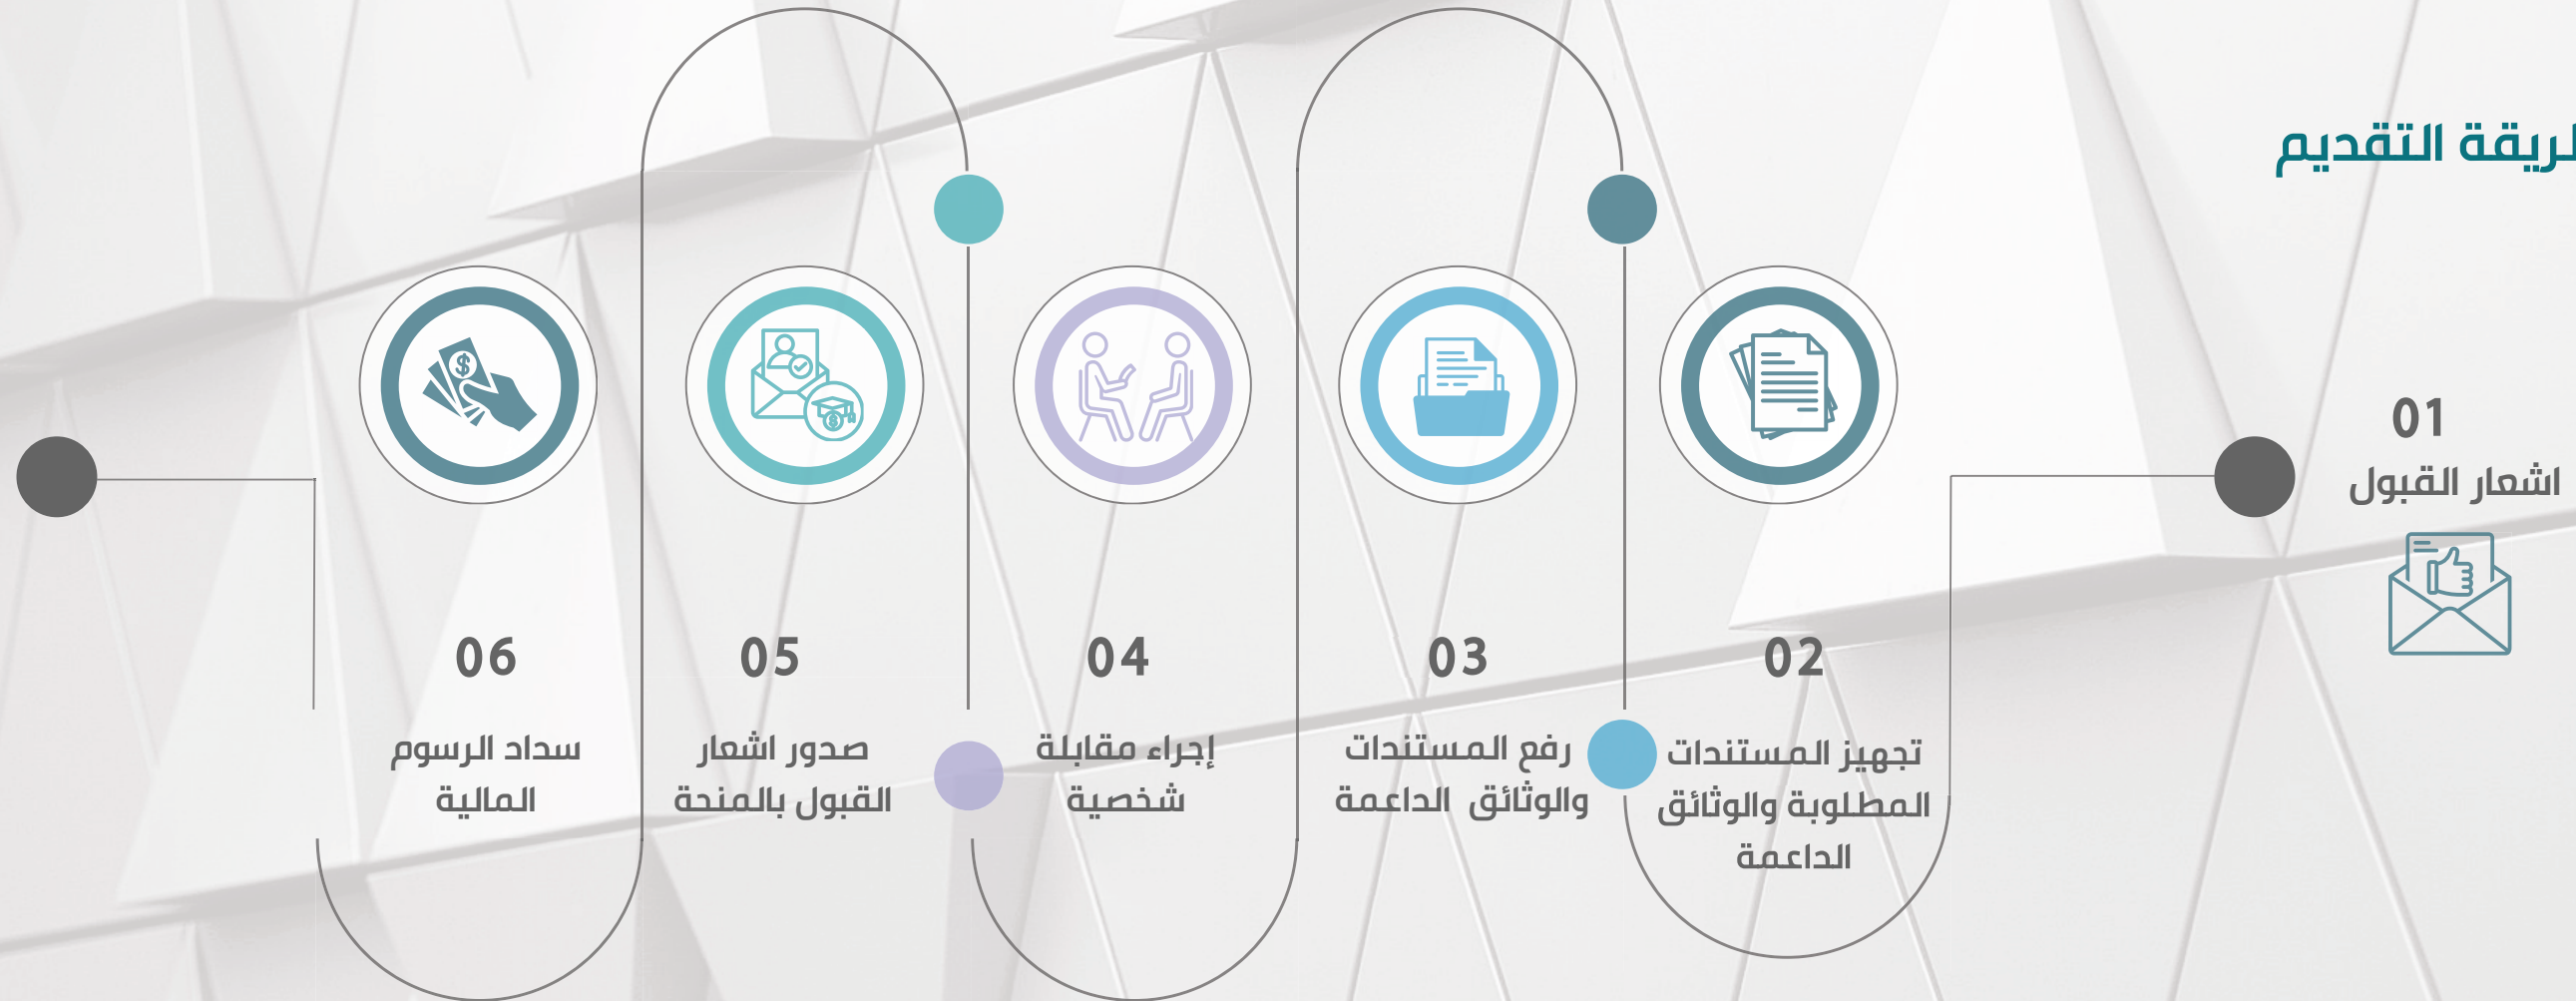 التقديم
01
اشعار القبول
02
تجهيز المستندات
المطلوبة والوثائق
الداعمة
03
رفع المستندات
والوثائق الداعمة
04
إجراء مقابلة
شخصية
05
صدور اشعار
القبول بالمنحة
06
سداد الرسوم
المالية